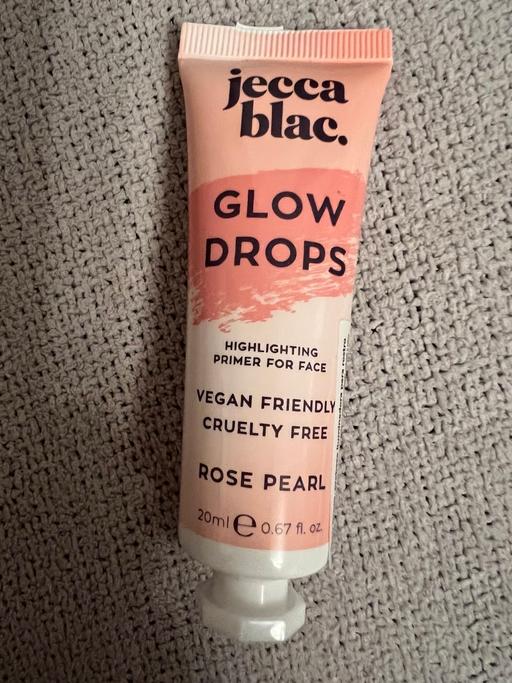 jecca
blac.
GLOW
DROPS
HIGHLIGHTING
PRIMER FOR FACE
VEGAN FRIENDLY
CRUELTY FREE
ROSE PEARL
20ml ℮ 0.67 fl. oz.